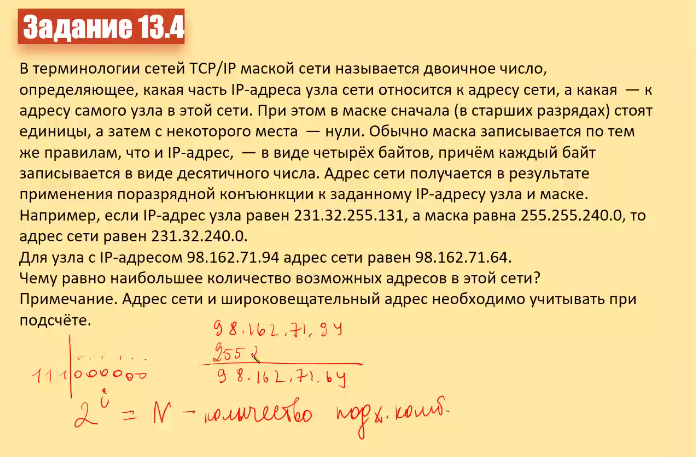 Задание 13.4
В терминологии сетей TCP/IP маской сети называется двоичное число,
определяющее, какая часть IP-адреса узла сети относится к адресу сети, а какая — к
адресу самого узла в этой сети. При этом в маске сначала (в старших разрядах) стоят
единицы, а затем с некоторого места — нули. Обычно маска записывается по тем
же правилам, что и IP-адрес, — в виде четырёх байтов, причём каждый байт
записывается в виде десятичного числа. Адрес сети получается в результате
применения поразрядной конъюнкции к заданному IP-адресу узла и маске.
Например, если IP-адрес узла равен 231.32.255.131, а маска равна 255.255.240.0, то
адрес сети равен 231.32.240.0.
Для узла с IP-адресом 98.162.71.94 адрес сети равен 98.162.71.64.
Чему равно наибольшее количество возможных адресов в этой сети?
Примечание. Адрес сети и широковещательный адрес необходимо учитывать при
подсчёте.
98.162.71.94
255
111000000 98.162.71.64
2^i = N - количество подх. комб.